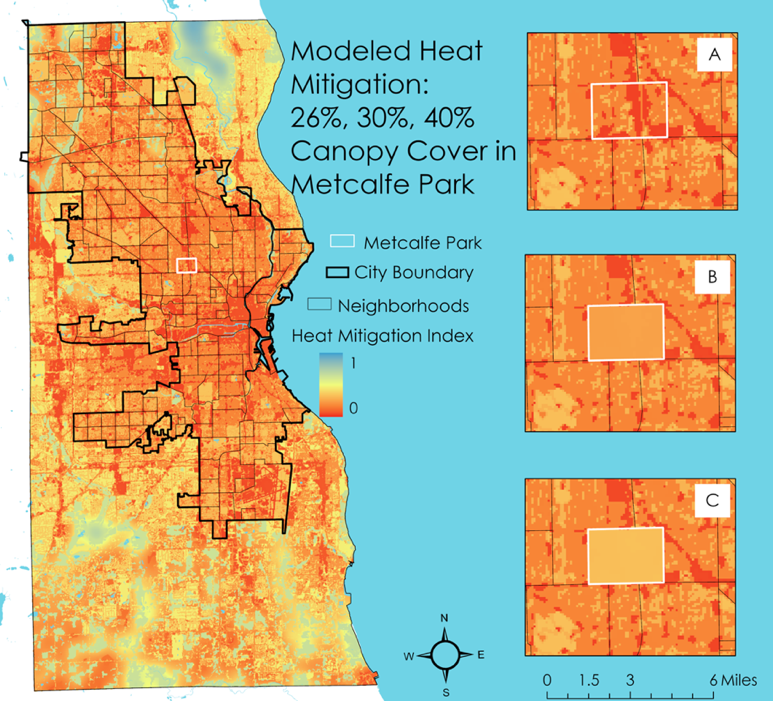 Modeled Heat
Mitigation:
26%, 30%, 40%
Canopy Cover in
Metcalfe Park
Metcalfe Park
City Boundary
Neighborhoods
Heat Mitigation Index
1
0
A
B
C
N
W E
S
0 1.5 3 6 Miles